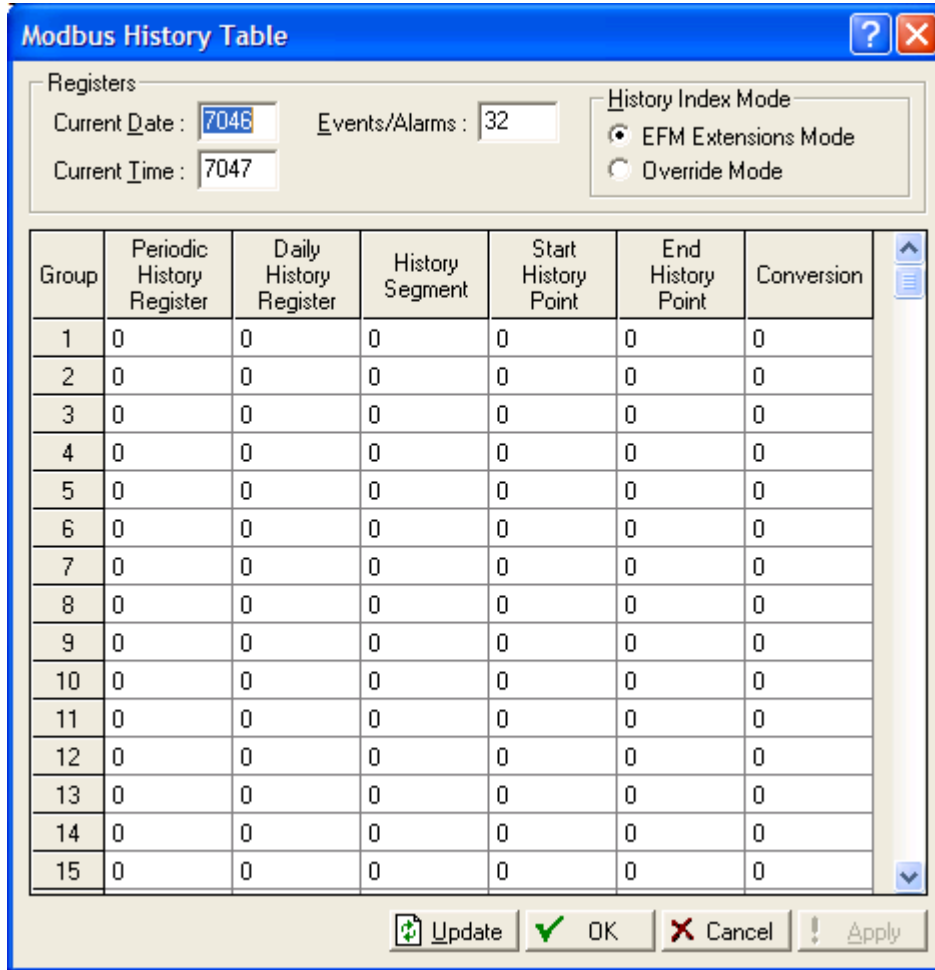 Modbus History Table
Registers
Current Date : 7046 Events/Alarms : 32
Current Time : 7047
History Index Mode
EFM Extensions Mode
Override Mode
Group Periodic History Register Daily History Register History Segment Start History Point End History Point Conversion
1 0 0 0 0 0 0
2 0 0 0 0 0 0
3 0 0 0 0 0 0
4 0 0 0 0 0 0
5 0 0 0 0 0 0
6 0 0 0 0 0 0
7 0 0 0 0 0 0
8 0 0 0 0 0 0
9 0 0 0 0 0 0
10 0 0 0 0 0 0
11 0 0 0 0 0 0
12 0 0 0 0 0 0
13 0 0 0 0 0 0
14 0 0 0 0 0 0
15 0 0 0 0 0 0
Update OK Cancel Apply